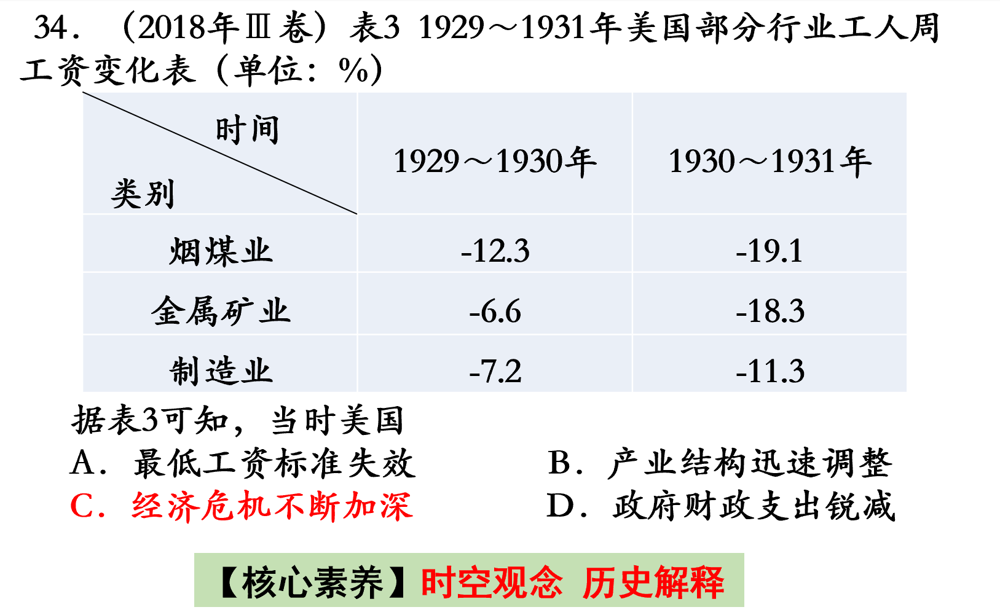 34. （2018年Ⅲ卷）表3 1929～1931年美国部分行业工人周
工资变化表（单位：%）
时间
类别
1929～1930年 1930～1931年
烟煤业 -12.3 -19.1
金属矿业 -6.6 -18.3
制造业 -7.2 -11.3
据表3可知，当时美国
A. 最低工资标准失效 B. 产业结构迅速调整
C. 经济危机不断加深 D. 政府财政支出锐减
【核心素养】时空观念 历史解释